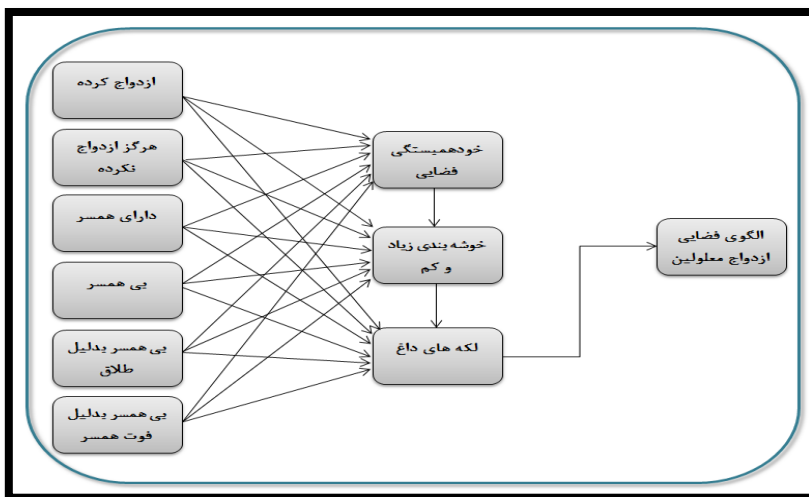 ازدواج کرده
هرگز ازدواج
نکرده
دارای همسر
بی همسر
بی همسر بدلیل
طلاق
بی همسر بدلیل
فوت همسر
خودهمبستگی
فضایی
خوشه بندی زیاد
و کم
لکه های داغ
الگوی فضایی
ازدواج معلولین